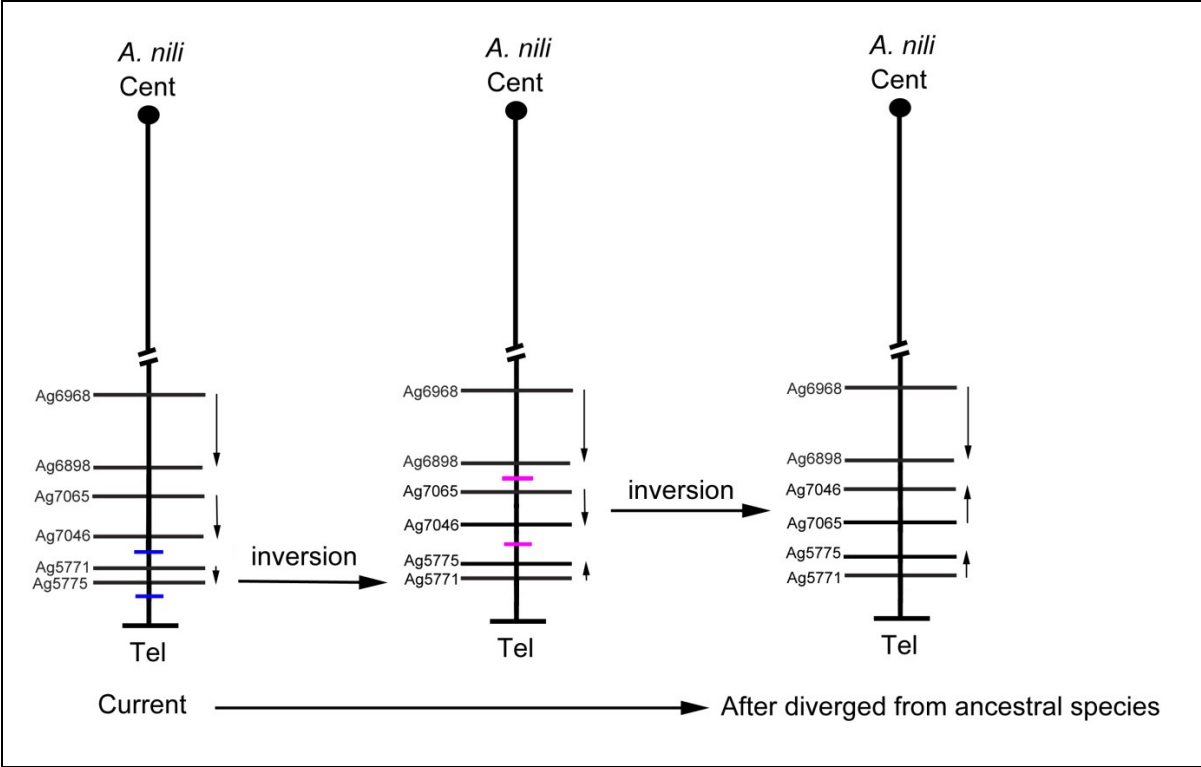 A. nili
Cent
Ag6968
Ag6898
Ag7065
Ag7046
Ag5771
Ag5775
Tel
inversion
A. nili
Cent
Ag6968
Ag6898
Ag7065
Ag7046
Ag5775
Ag5771
Tel
inversion
A. nili
Cent
Ag6968
Ag6898
Ag7046
Ag7065
Ag5775
Ag5771
Tel
Current
After diverged from ancestral species